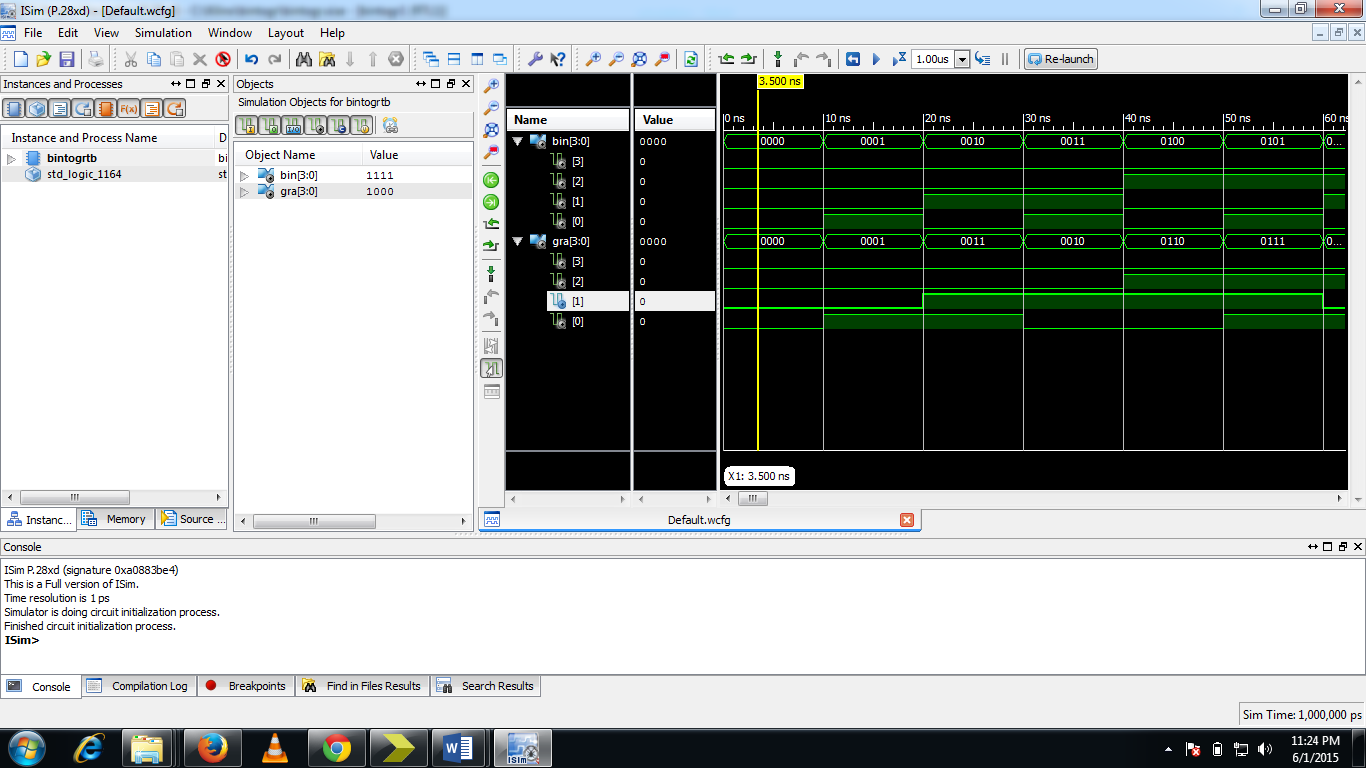 ISim (P.28xd) - [Default.wcfg]
File Edit View Simulation Window Layout Help
1.00us Re-launch
Instances and Processes
Instance and Process Name D
bintogrtb bi
std_logic_1164 st
Instanc... Memory Source ...
Objects
Simulation Objects for bintogrtb
Object Name Value
bin[3:0] 1111
gra[3:0] 1000
3.500 ns
Name Value
0 ns 10 ns 20 ns 30 ns 40 ns 50 ns 60 ns
bin[3:0] 0000 0000 0001 0010 0011 0100 0101 0...
[3] 0
[2] 0
[1] 0
[0] 0
gra[3:0] 0000 0000 0001 0011 0010 0110 0111 0...
[3] 0
[2] 0
[1] 0
[0] 0
X1: 3.500 ns
Default.wcfg
Console
ISim P.28xd (signature 0xa0883be4)
This is a Full version of ISim.
Time resolution is 1 ps
Simulator is doing circuit initialization process.
Finished circuit initialization process.
ISim>
Console Compilation Log Breakpoints Find in Files Results Search Results
Sim Time: 1,000,000 ps
ISim
11:24 PM
6/1/2015